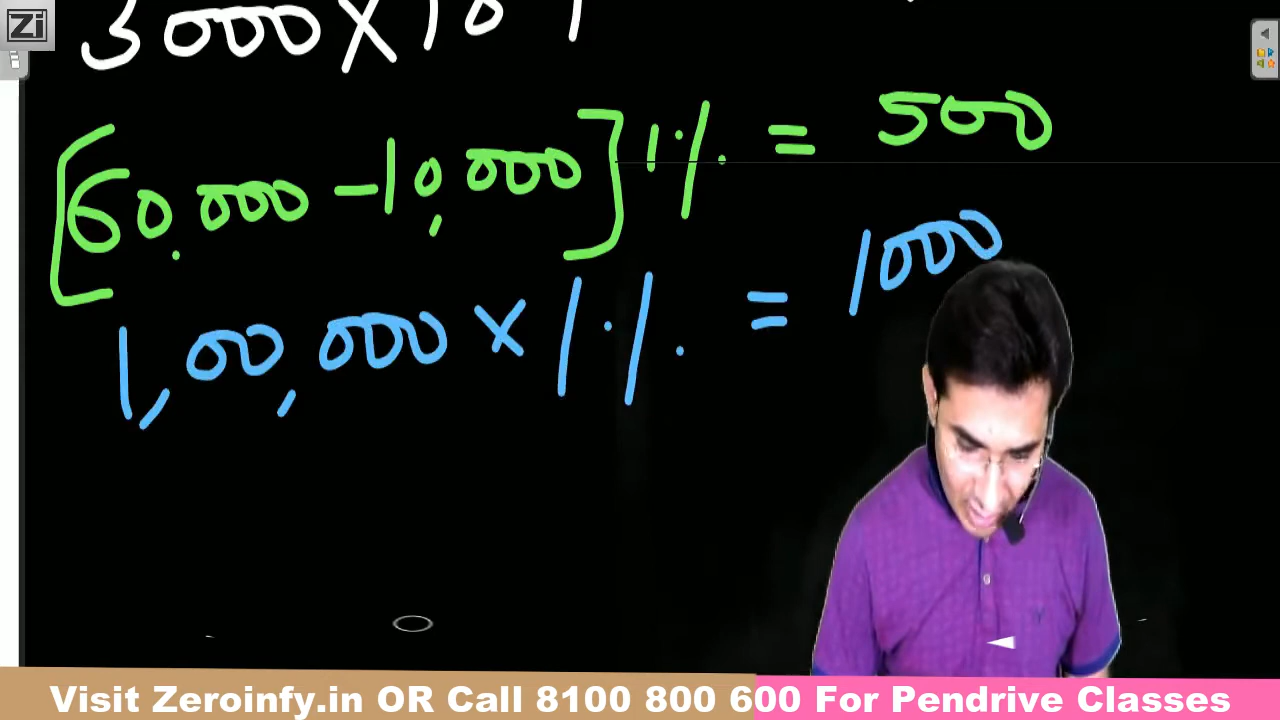 Zi
3000 X 1
[60,000 - 10,000] 1% = 500
1,00,000 x 1% = 1000
Visit Zeroinfy.in OR Call 8100 800 600 For Pendrive Classes